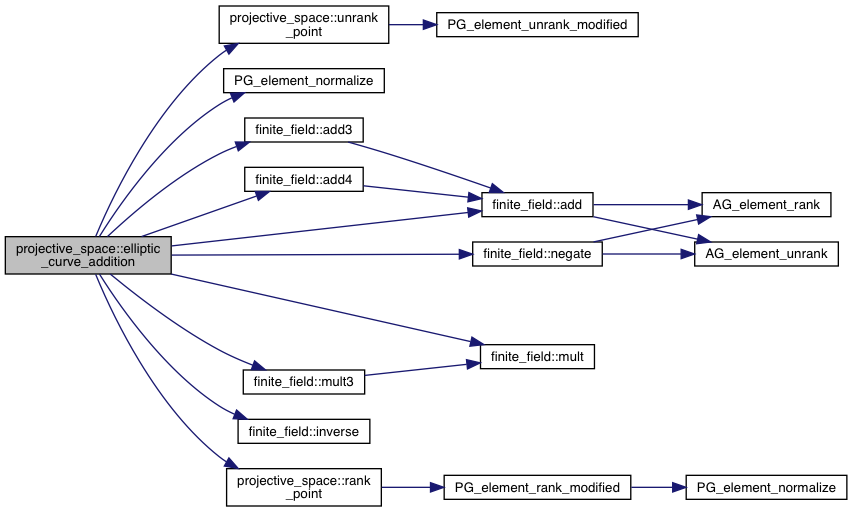 projective_space::unrank
_point
PG_element_unrank_modified
PG_element_normalize
finite_field::add3
finite_field::add4
finite_field::add
AG_element_rank
projective_space::elliptic
_curve_addition
finite_field::negate
AG_element_unrank
finite_field::mult
finite_field::mult3
finite_field::inverse
projective_space::rank
_point
PG_element_rank_modified
PG_element_normalize